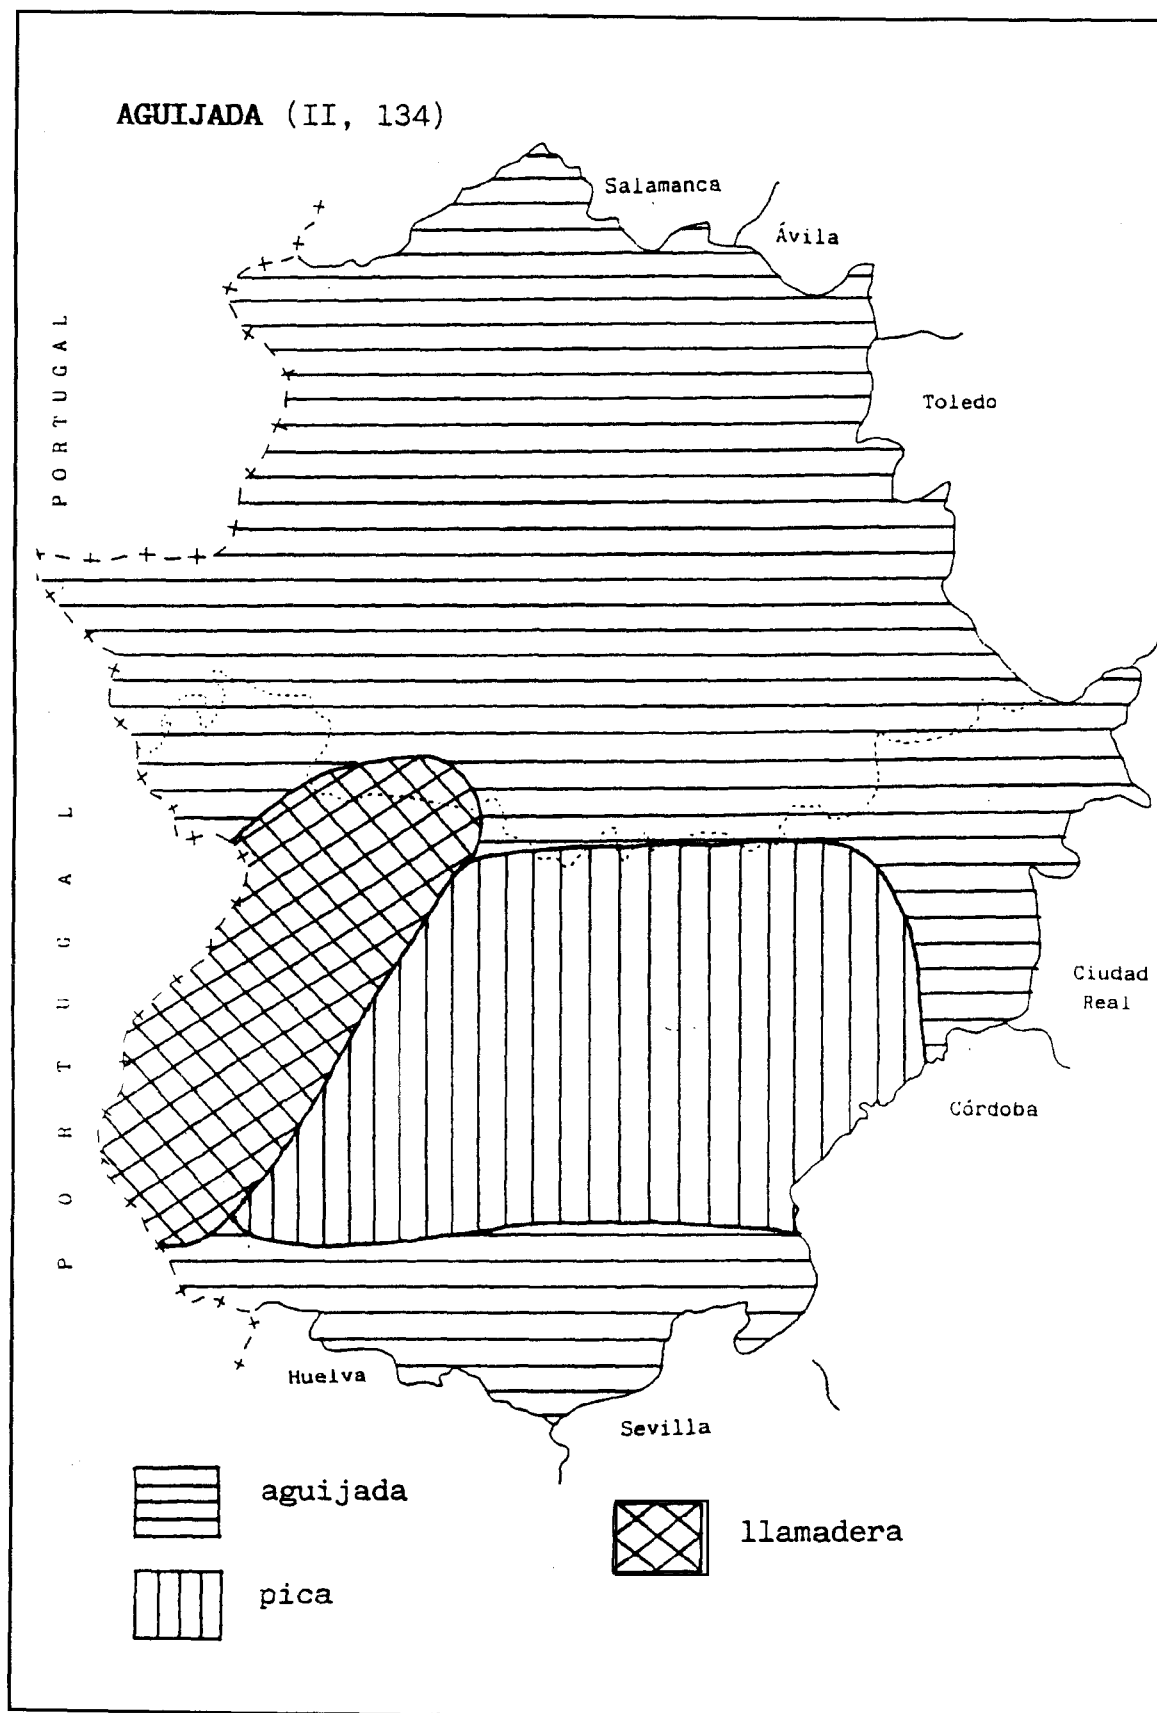 AGUIJADA (II, 134)
Salamanca
Ávila
PORTUGAL
Toledo
PORTUGAL
Ciudad
Real
Córdoba
Huelva
Sevilla
aguijada
llamadera
pica